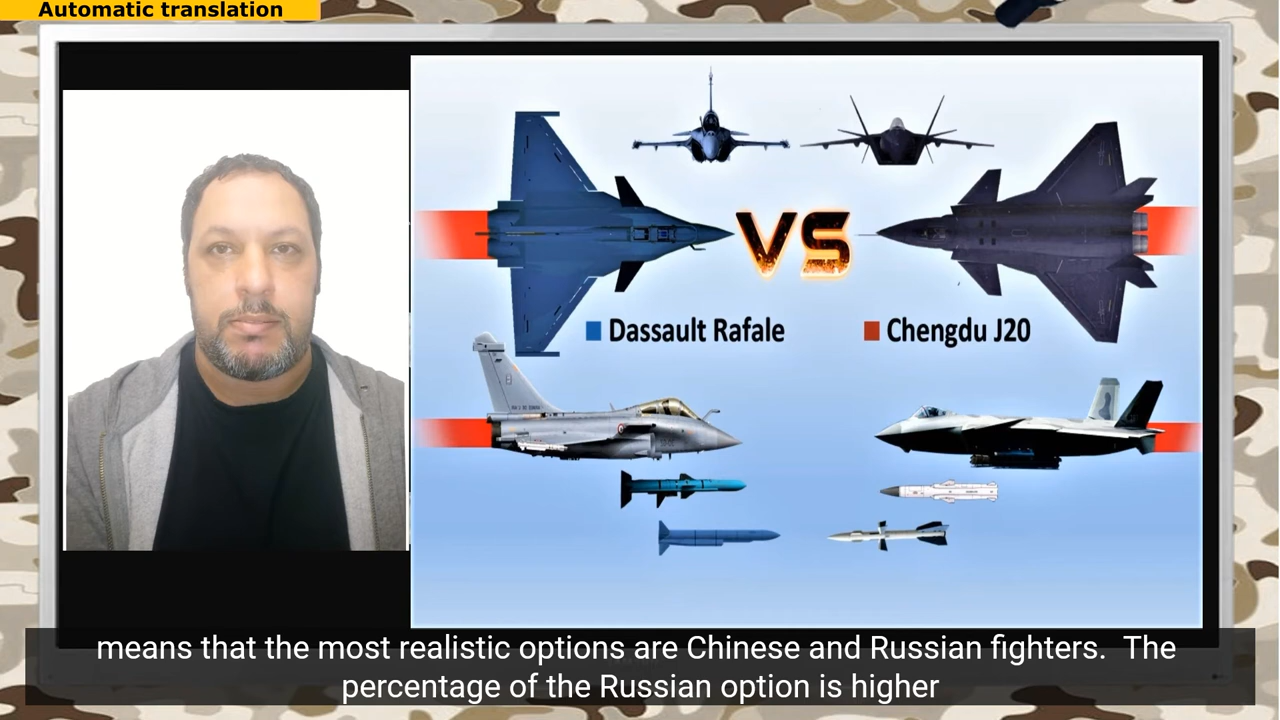 Automatic translation
VS
Dassault Rafale
Chengdu J20
means that the most realistic options are Chinese and Russian fighters. The
percentage of the Russian option is higher